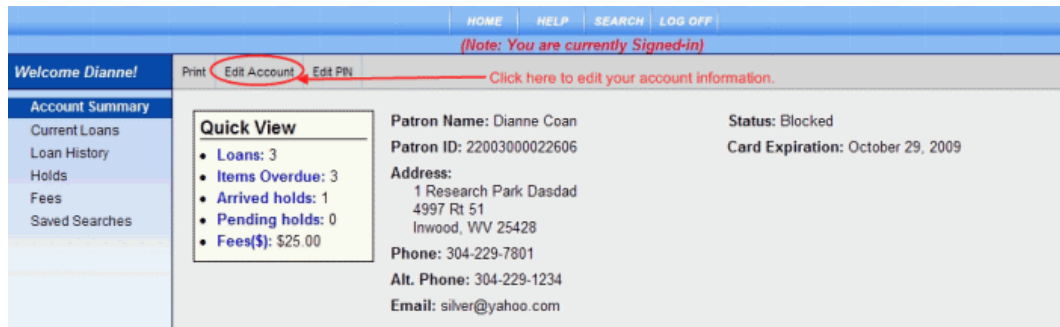 HOME HELP SEARCH LOG OFF
(Note: You are currently Signed-in)
Welcome Dianne!
Print Edit Account Edit PIN Click here to edit your account information.
Account Summary
Current Loans
Loan History
Holds
Fees
Saved Searches
Quick View
• Loans: 3
• Items Overdue: 3
• Arrived holds: 1
• Pending holds: 0
• Fees($): $25.00
Patron Name: Dianne Coan
Patron ID: 22003000022606
Address:
1 Research Park Dasdad
4997 Rt 51
Inwood, WV 25428
Phone: 304-229-7801
Alt. Phone: 304-229-1234
Email: silver@yahoo.com
Status: Blocked
Card Expiration: October 29, 2009